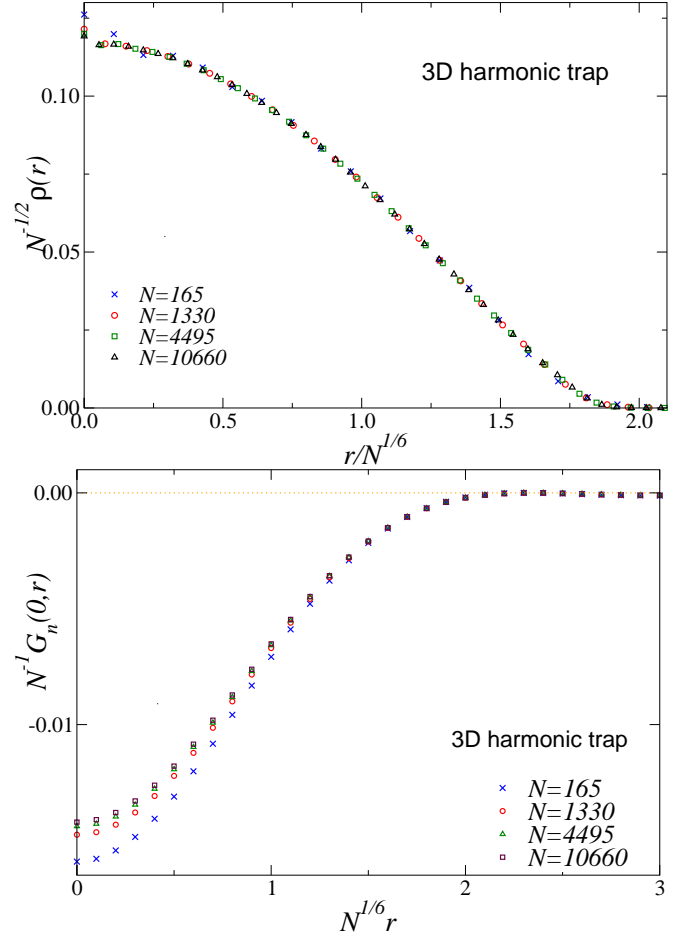 3D harmonic trap
0.10
0.05
0.00
N^{-1/2} ρ(r)
N=165
N=1330
N=4495
N=10660
0.0 0.5 1.0 1.5 2.0
r/N^{1/6}
0.00
-0.01
N^{-1} G_n(0,r)
3D harmonic trap
N=165
N=1330
N=4495
N=10660
0 1 2 3
N^{1/6} r